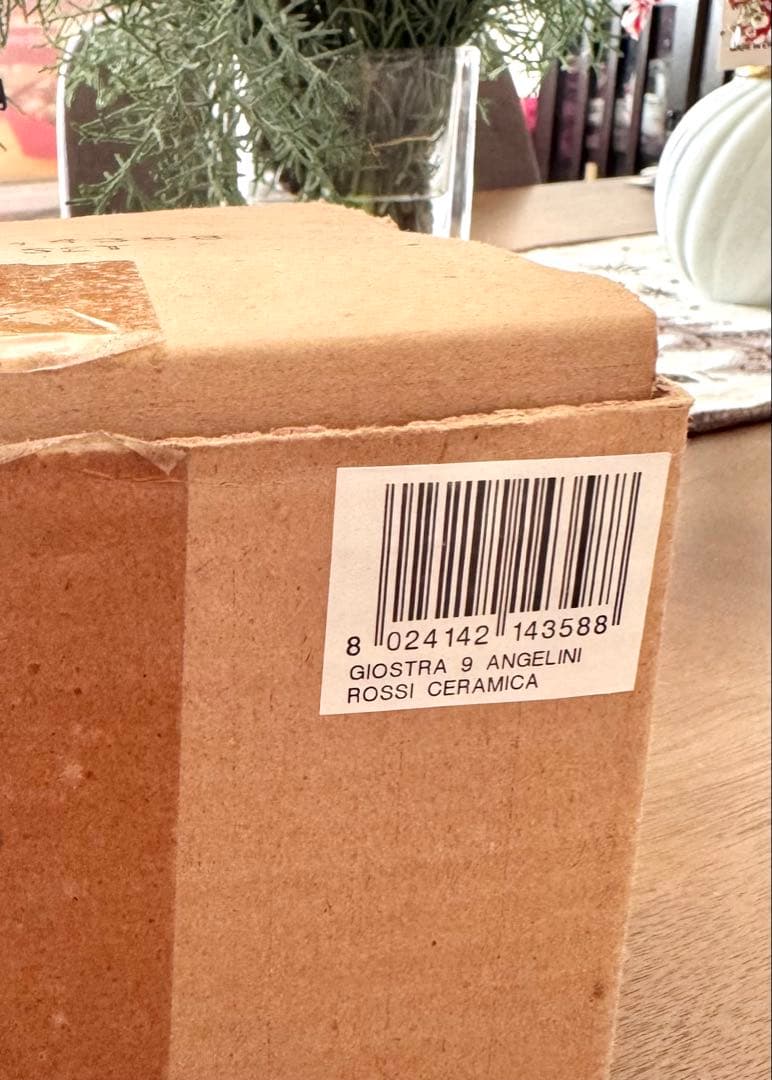 8 024142 143588
GIOSTRA 9 ANGELINI
ROSSI CERAMICA